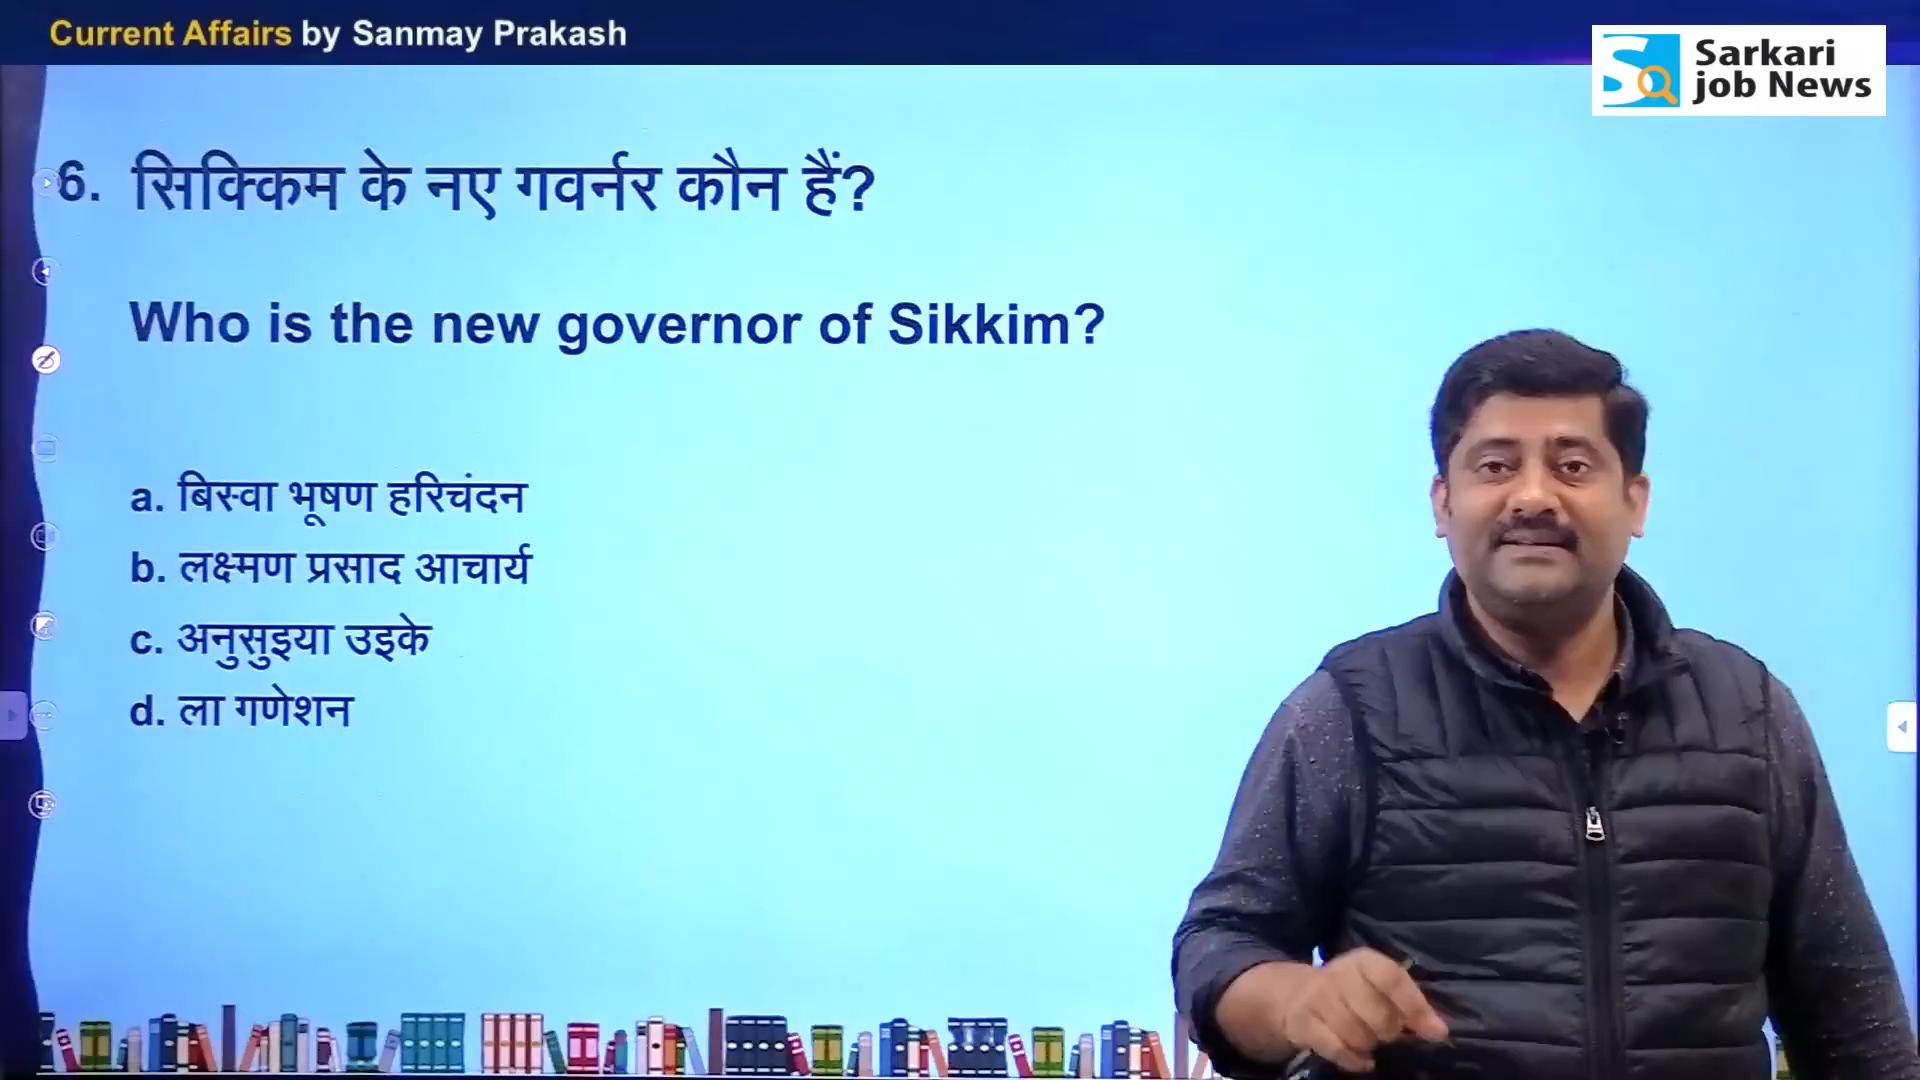 Current Affairs by Sanmay Prakash
Sarkari
job News
6. सिक्किम के नए गवर्नर कौन हैं?
Who is the new governor of Sikkim?
a. बिस्वा भूषण हरिचंदन
b. लक्ष्मण प्रसाद आचार्य
c. अनुसुइया उइके
d. ला गणेशन